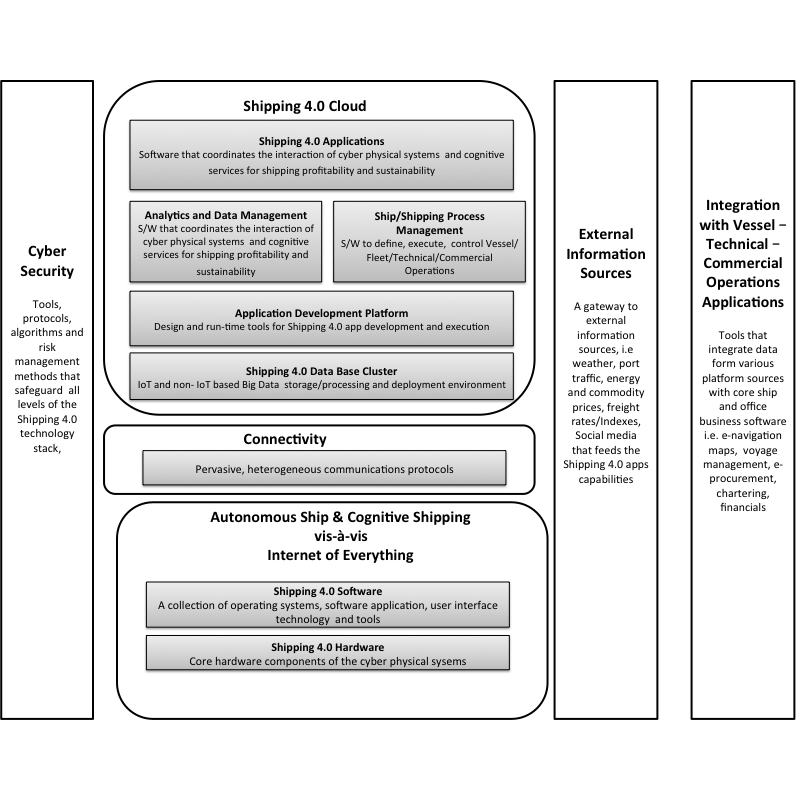 Cyber
Security
Tools,
protocols,
algorithms and
risk
management
methods that
safeguard  all
levels of the
Shipping 4.0
technology
stack,
Shipping 4.0 Cloud
Shipping 4.0 Applications
Software that coordinates the interaction of cyber physical systems  and cognitive
services for shipping profitability and sustainability
Analytics and Data Management
S/W that coordinates the interaction of
cyber physical systems  and cognitive
services for shipping profitability and
sustainability
Ship/Shipping Process
Management
S/W to define, execute,  control Vessel/
Fleet/Technical/Commercial
Operations
Application Development Platform
Design and run-time tools for Shipping 4.0 app development and execution
Shipping 4.0 Data Base Cluster
IoT and non- IoT based Big Data  storage/processing and deployment environment
Connectivity
Pervasive, heterogeneous communications protocols
Autonomous Ship & Cognitive Shipping
vis-à-vis
Internet of Everything
Shipping 4.0 Software
A collection of operating systems, software application, user interface
technology  and tools
Shipping 4.0 Hardware
Core hardware components of the cyber physical sysems
External
Information
Sources
A gateway to
external
information
sources, i.e
weather, port
traffic, energy
and commodity
prices, freight
rates/Indexes,
Social media
that feeds the
Shipping 4.0 apps
capabilities
Integration
with Vessel –
Technical –
Commercial
Operations
Applications
Tools that
integrate data
form various
platform sources
with core ship
and office
business software
i.e. e-navigation
maps,  voyage
management, e-
procurement,
chartering,
financials